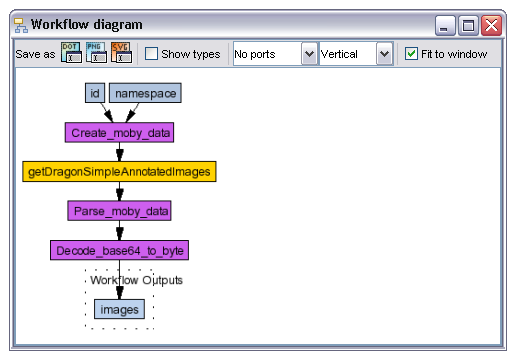 Workflow diagram
Save as DOT PNG SVG Show types No ports Vertical Fit to window
id namespace
Create_moby_data
getDragonSimpleAnnotatedImages
Parse_moby_data
Decode_base64_to_byte
Workflow Outputs
images